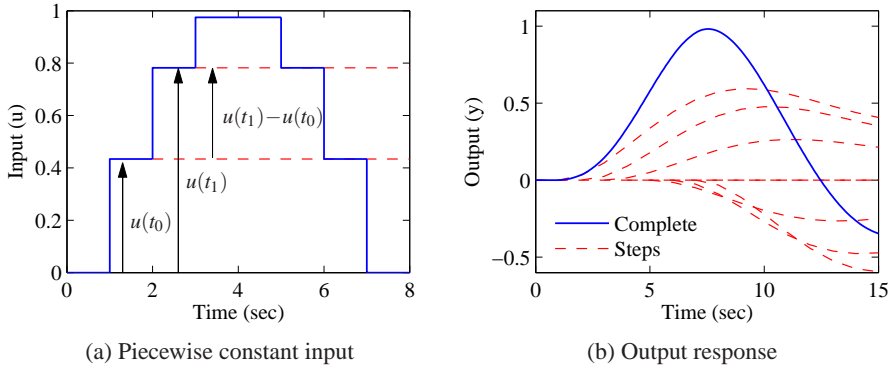 Input (u)
1
0.8
0.6
0.4
0.2
0
0 2 4 6 8
Time (sec)
u(t₀)
u(t₁)
u(t₁)−u(t₀)
(a) Piecewise constant input
Output (y)
1
0.5
0
−0.5
0 5 10 15
Time (sec)
Complete
Steps
(b) Output response